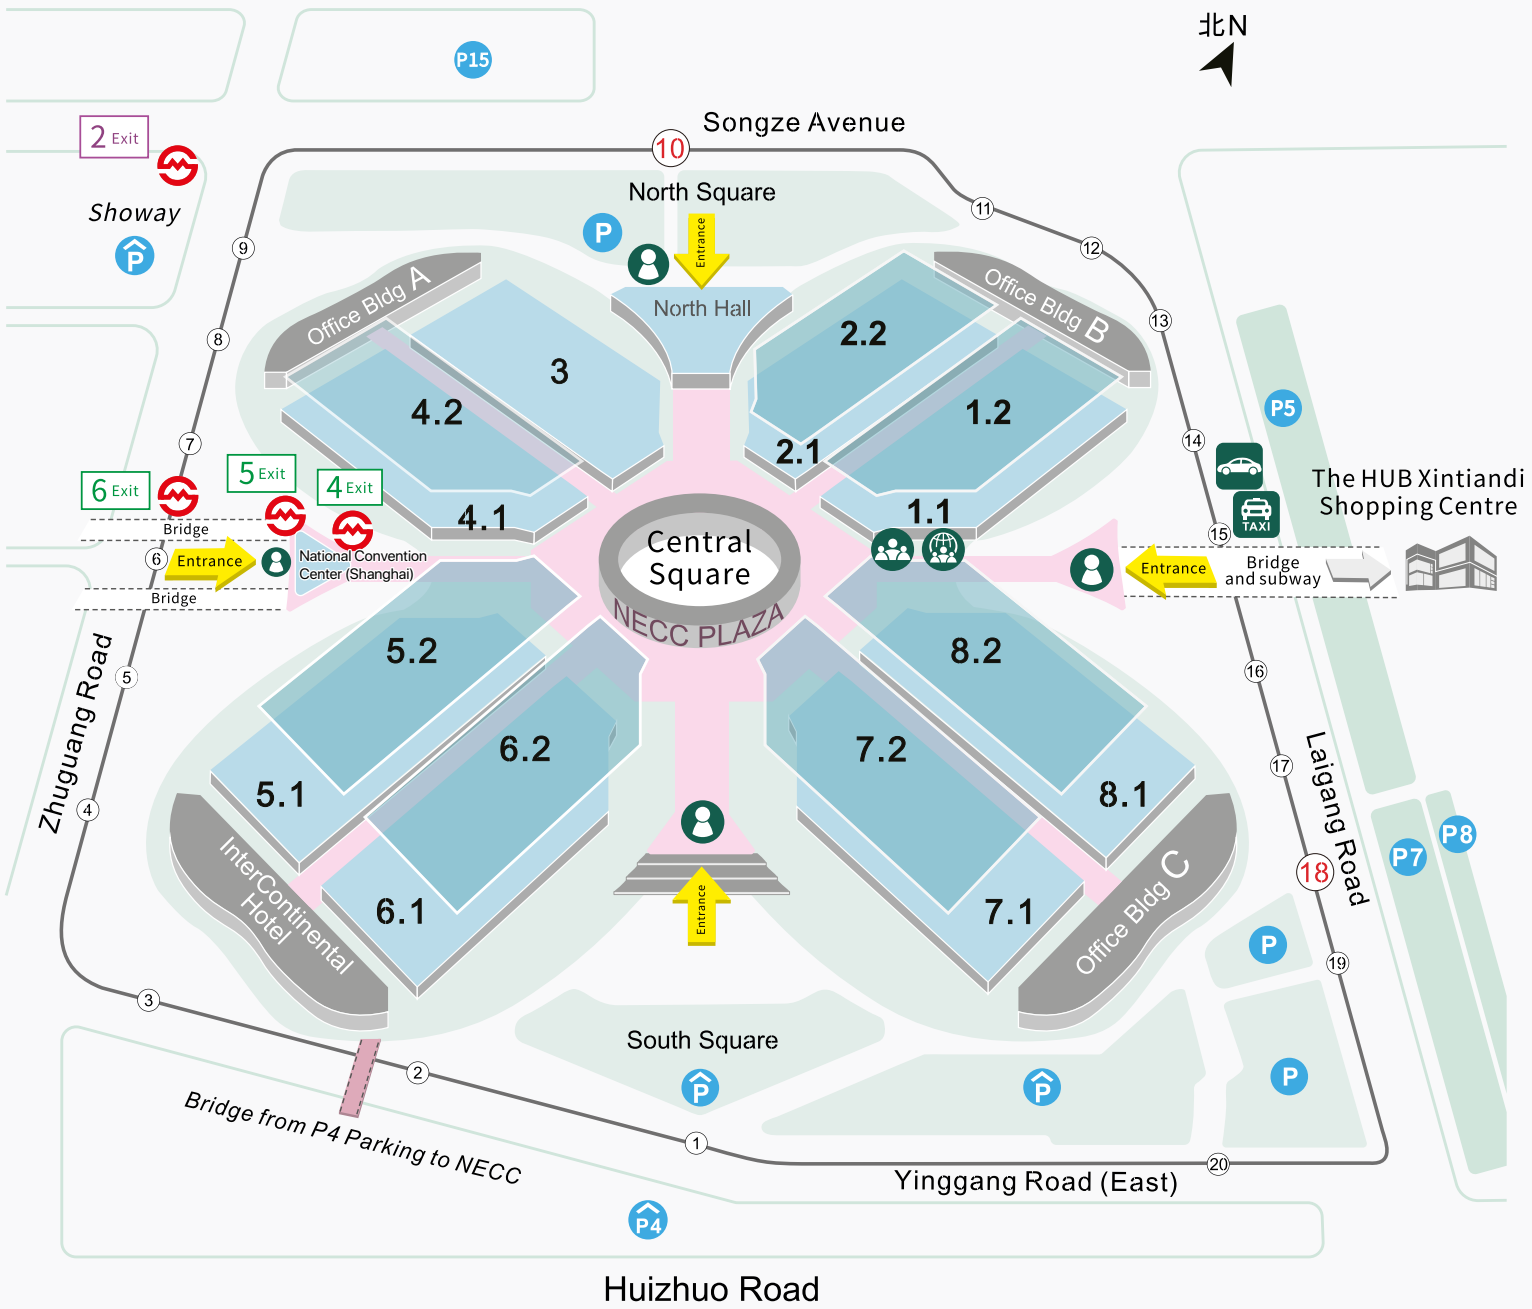 北N
P15
Songze Avenue
10
2 Exit
North Square
Showay
P
P
Entrance
11
9
12
Office Bldg A
Office Bldg B
North Hall
13
8
2.2
3
4.2
1.2
P5
7
14
2.1
5 Exit
6 Exit
4 Exit
The HUB Xintiandi
Shopping Centre
4.1
1.1
TAXI
Bridge
15
Central
Square
6
Entrance
National Convention
Center (Shanghai)
Entrance
Bridge
and subway
Bridge
NECC PLAZA
5.2
8.2
5
16
Zhuguang Road
6.2
7.2
Laigang Road
17
5.1
8.1
4
P8
P7
18
InterContinental
Hotel
6.1
7.1
Entrance
Office Bldg C
P
19
3
South Square
2
P
P
P
Bridge from P4 Parking to NECC
1
20
Yinggang Road (East)
P4
Huizhuo Road